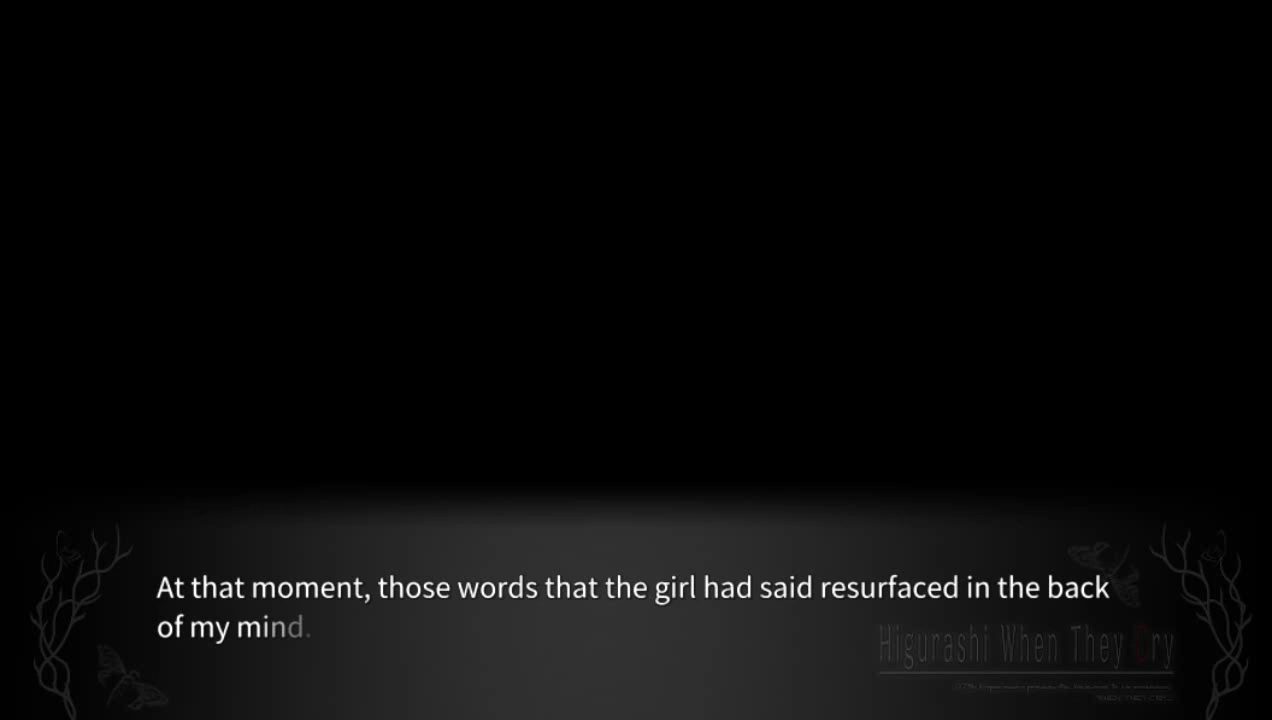 At that moment, those words that the girl had said resurfaced in the back
of my mind.
Higurashi When They Cry